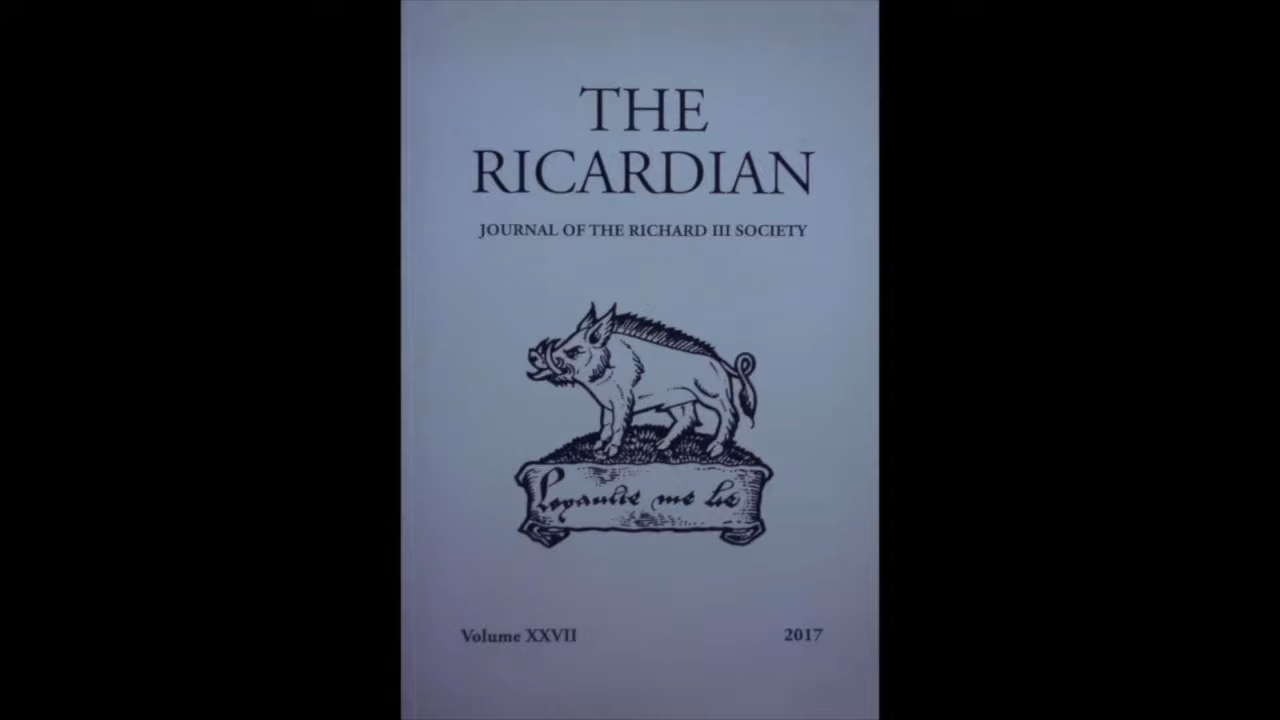 THE
RICARDIAN
JOURNAL OF THE RICHARD III SOCIETY
Loyaulte me lie
Volume XXVII
2017